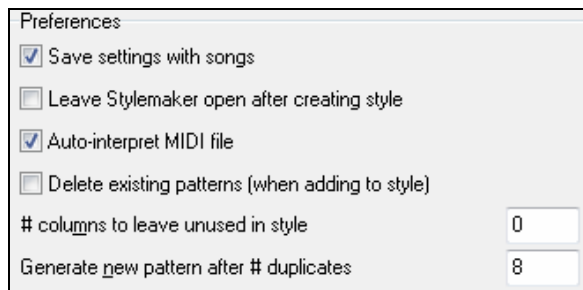 Preferences
Save settings with songs
Leave Stylemaker open after creating style
Auto-interpret MIDI file
Delete existing patterns (when adding to style)
# columns to leave unused in style 0
Generate new pattern after # duplicates 8